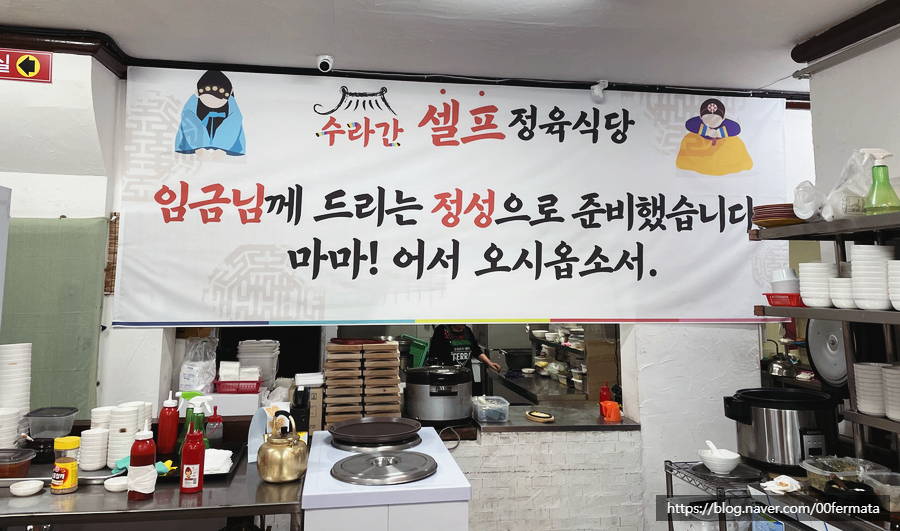 실
수라간 셀프 정육식당
임금님께 드리는 정성으로 준비했습니다
마마! 어서 오시옵소서.
https://blog.naver.com/00fermata